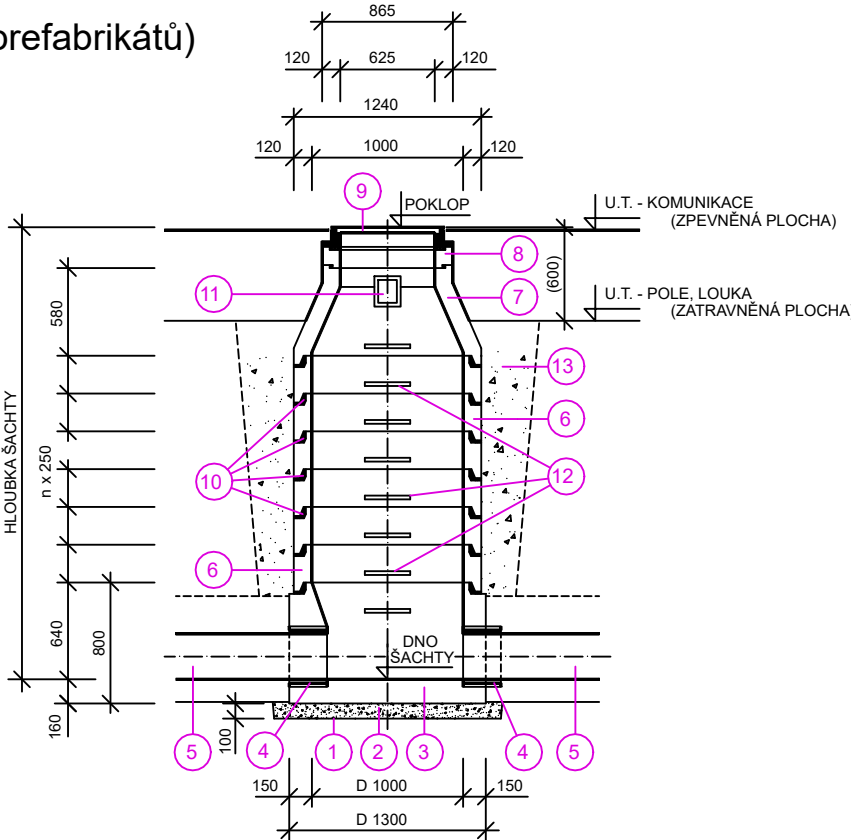 prefabrikátů)
865
120
625
120
1240
120
1000
120
9
POKLOP
U.T. - KOMUNIKACE
(ZPEVNĚNÁ PLOCHA)
8
(600)
11
7
U.T. - POLE, LOUKA
(ZATRAVNĚNÁ PLOCHA)
580
13
6
HLOUBKA ŠACHTY
n x 250
10
12
6
640
800
DNO
ŠACHTY
160
100
5
4
1
2
3
4
5
150
D 1000
150
D 1300